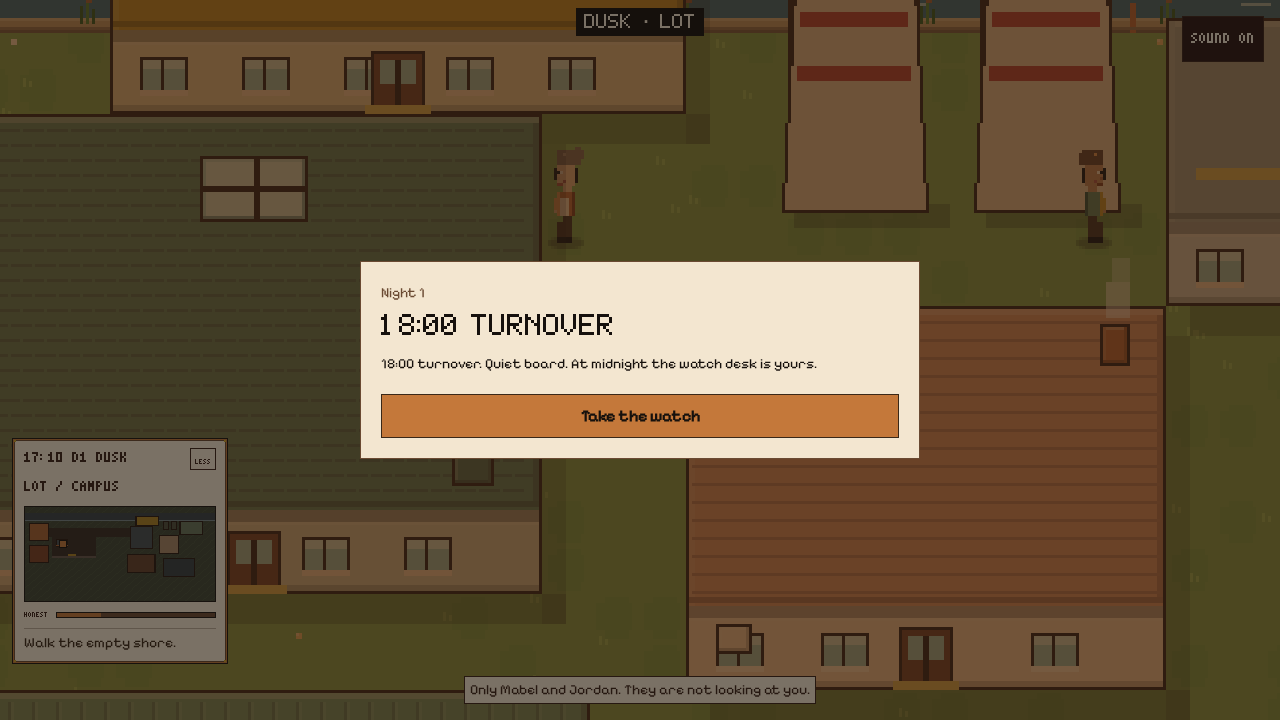 DUSK · LOT
SOUND ON
Night 1
18:00 TURNOVER
18:00 turnover. Quiet board. At midnight the watch desk is yours.
Take the watch
17:10 D1 DUSK
LESS
LOT / CAMPUS
HONEST
Walk the empty shore.
Only Mabel and Jordan. They are not looking at you.